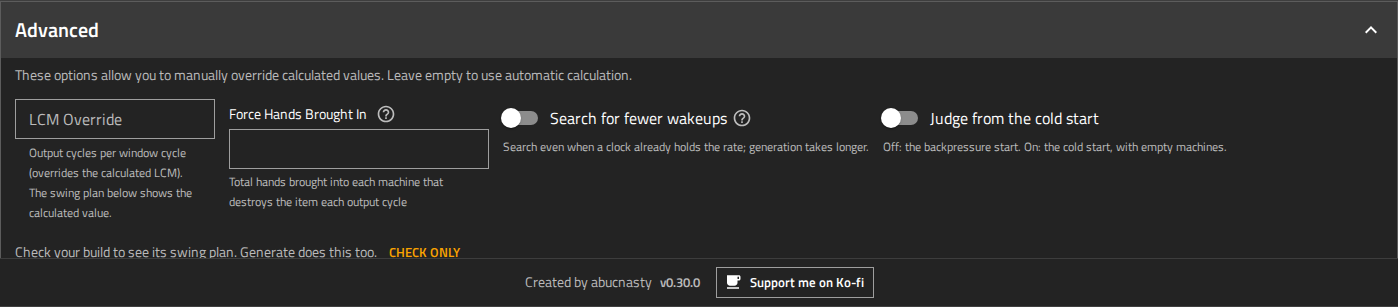 Advanced
These options allow you to manually override calculated values. Leave empty to use automatic calculation.
LCM Override
Output cycles per window cycle
(overrides the calculated LCM).
The swing plan below shows the
calculated value.
Force Hands Brought In
Total hands brought into each machine that
destroys the item each output cycle
Search for fewer wakeups
Search even when a clock already holds the rate; generation takes longer.
Judge from the cold start
Off: the backpressure start. On: the cold start, with empty machines.
Check your build to see its swing plan. Generate does this too. CHECK ONLY
Created by abucnasty v0.30.0 Support me on Ko-fi